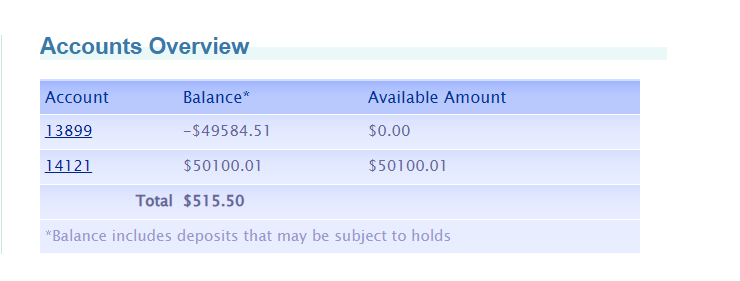 Accounts Overview
Account Balance* Available Amount
13899 -$49584.51 $0.00
14121 $50100.01 $50100.01
Total $515.50
*Balance includes deposits that may be subject to holds